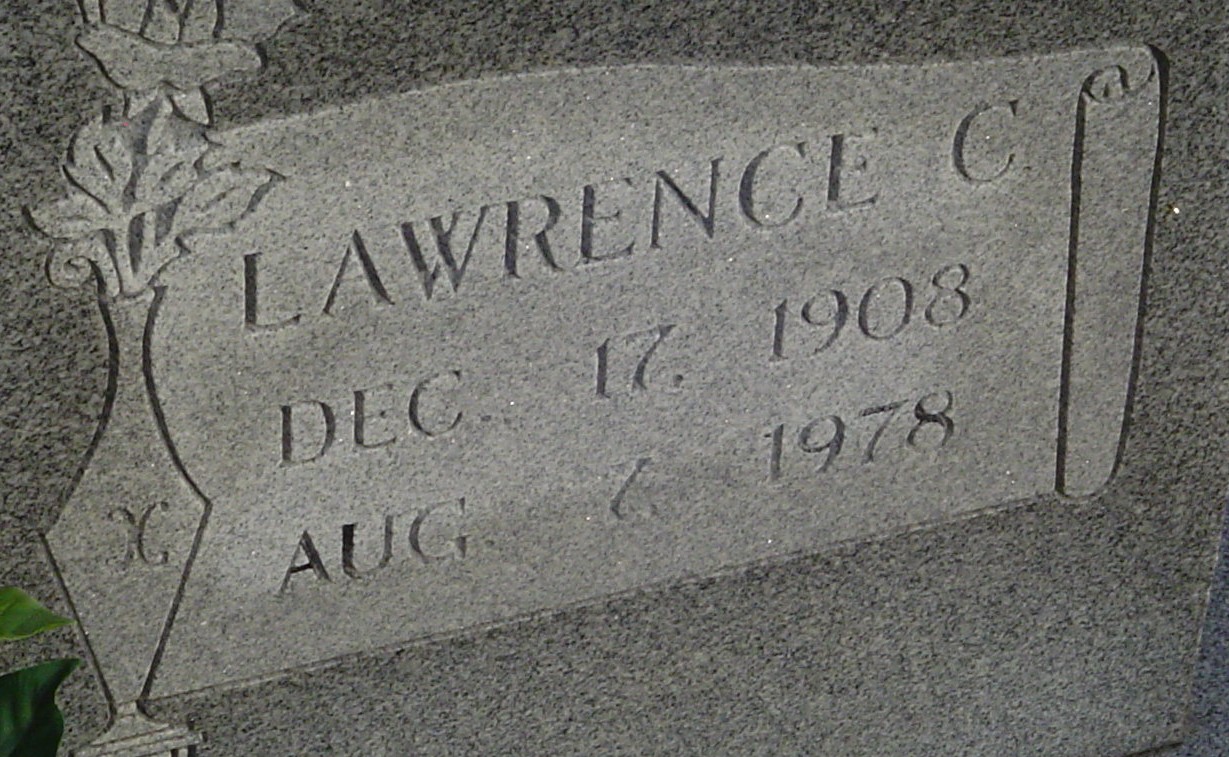 LAWRENCE C
DEC. 17, 1908
AUG. 1978